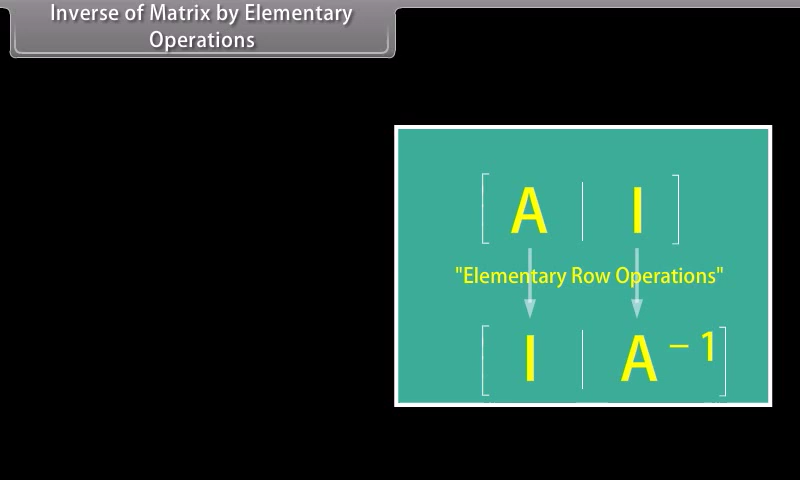 Inverse of Matrix by Elementary
Operations
[ A | I ]
"Elementary Row Operations"
[ I | A⁻¹ ]